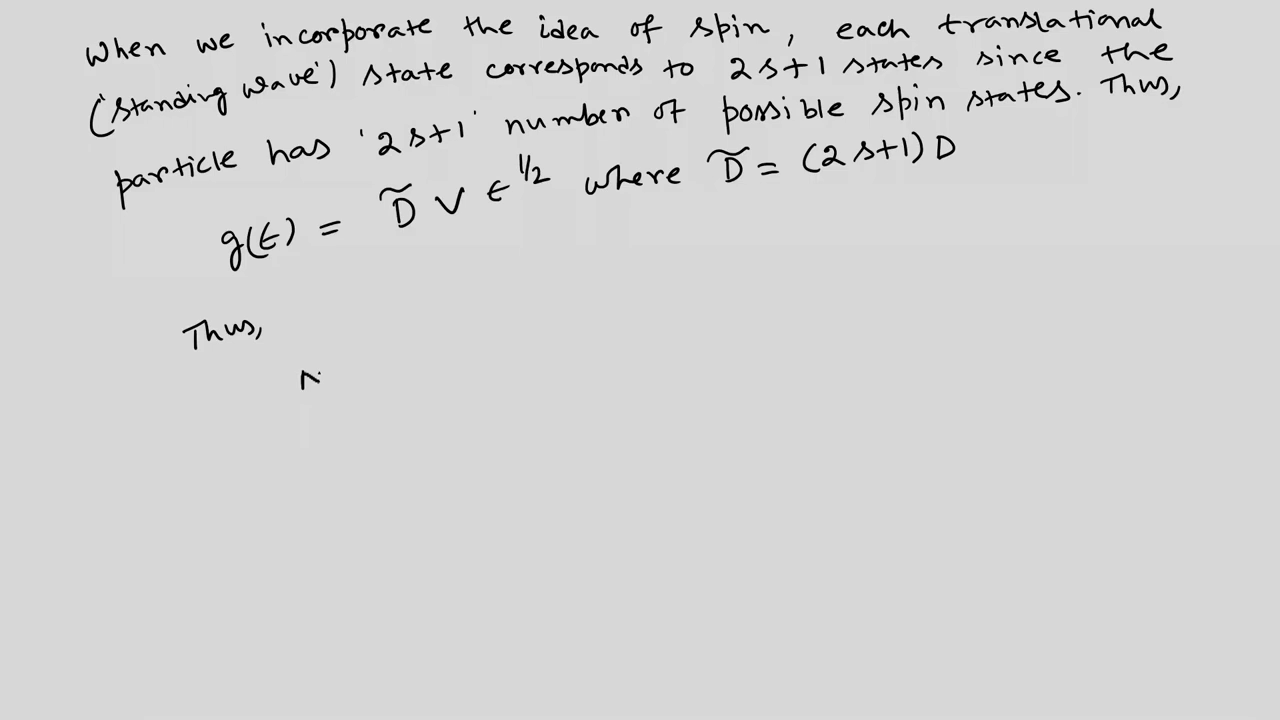 When we incorporate the idea of spin, each translational
('standing wave') state corresponds to 2s+1 states since the
particle has '2s+1' number of possible spin states. Thus,
g(ϵ) = D̃ V ϵ^1/2 where D̃ = (2s+1) D
Thus,